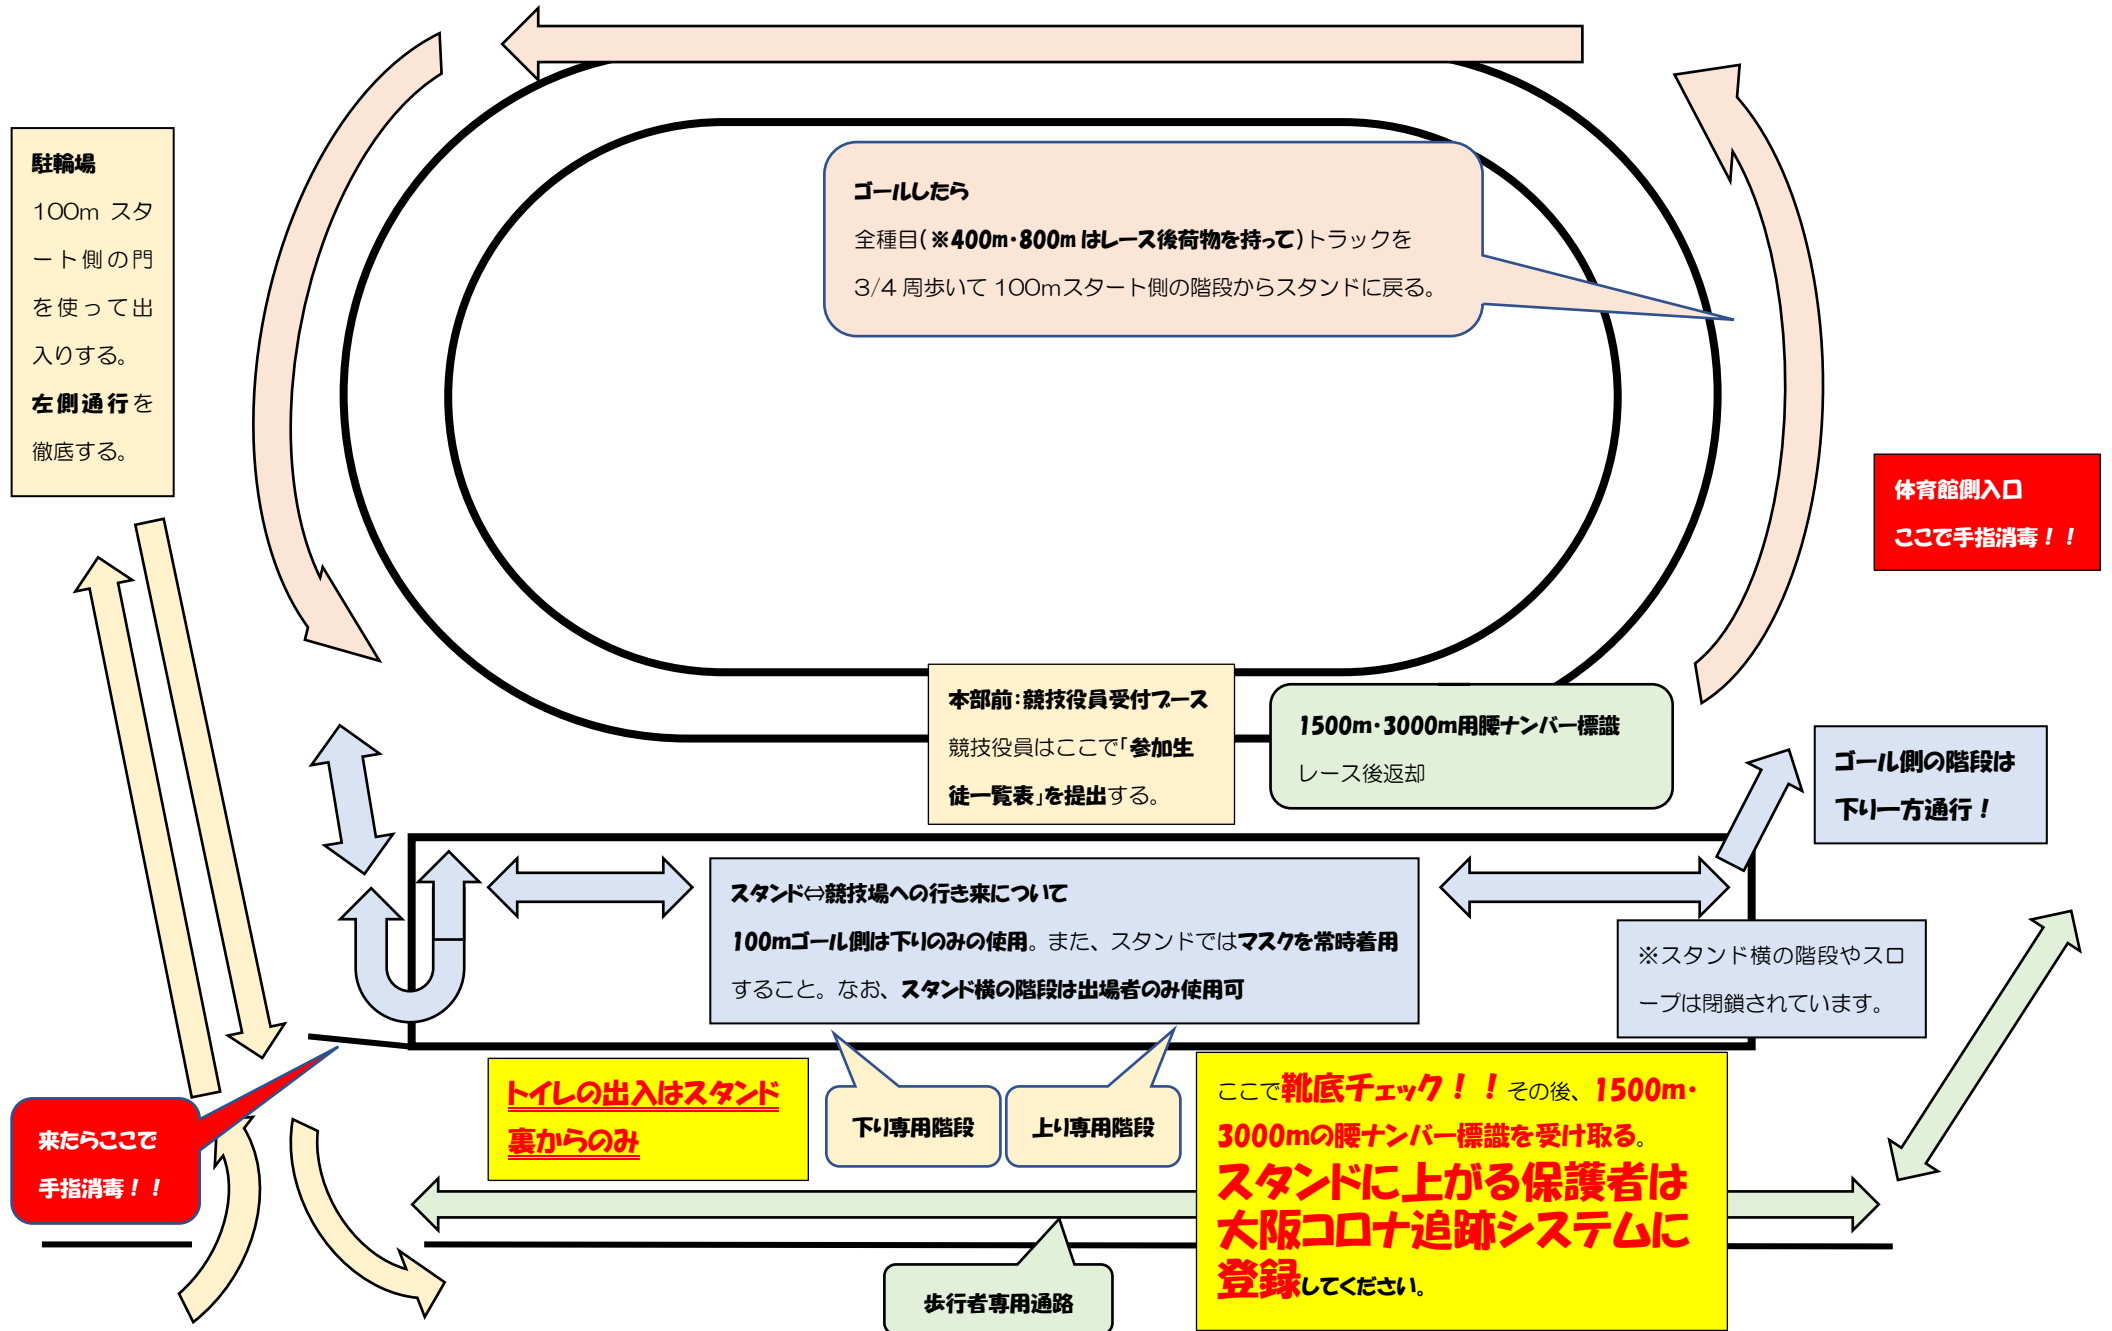 駐輪場
100m スタ
ート側の門
を使って出
入りする。
左側通行を
徹底する。
ゴールしたら
全種目(※400m・800m はレース後荷物を持って)トラックを
3/4 周歩いて 100mスタート側の階段からスタンドに戻る。
体育館側入口
ここで手指消毒！！
本部前：競技役員受付ブース
競技役員はここで「参加生
徒一覧表」を提出する。
1500m・3000m用腰ナンバー標識
レース後返却
ゴール側の階段は
下り一方通行！
スタンド⇔競技場への行き来について
100mゴール側は下りのみの使用。また、スタンドではマスクを常時着用
すること。なお、スタンド横の階段は出場者のみ使用可
※スタンド横の階段やスロ
ープは閉鎖されています。
来たらここで
手指消毒！！
トイレの出入はスタンド
裏からのみ
下り専用階段
上り専用階段
ここで靴底チェック！！その後、1500m・
3000mの腰ナンバー標識を受け取る。
スタンドに上がる保護者は
大阪コロナ追跡システムに
登録してください。
歩行者専用通路